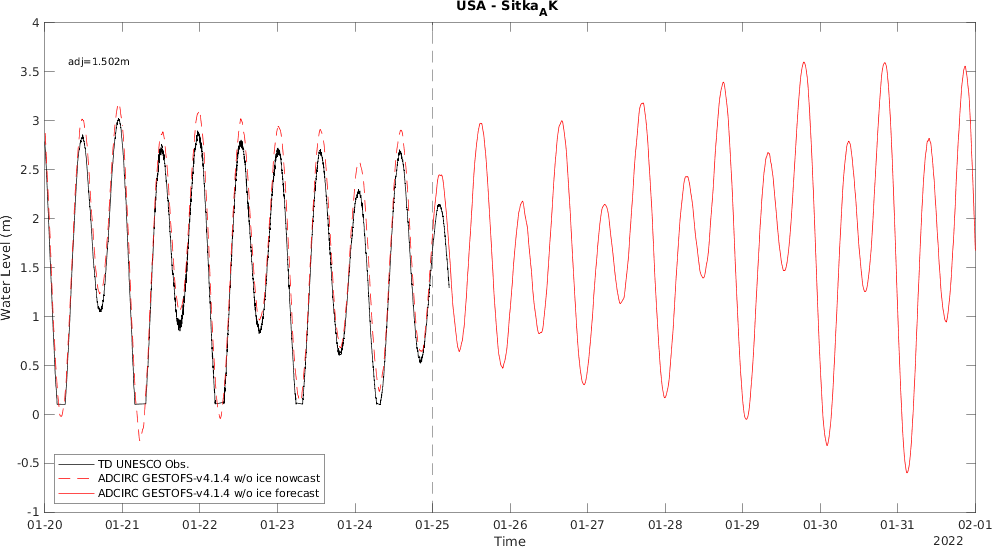 USA - Sitka_AK
adj=1.502m
4
3.5
3
2.5
2
1.5
1
0.5
0
-0.5
-1
Water Level (m)
TD UNESCO Obs.
ADCIRC GESTOFS-v4.1.4 w/o ice nowcast
ADCIRC GESTOFS-v4.1.4 w/o ice forecast
01-20 01-21 01-22 01-23 01-24 01-25 01-26 01-27 01-28 01-29 01-30 01-31 02-01
Time
2022